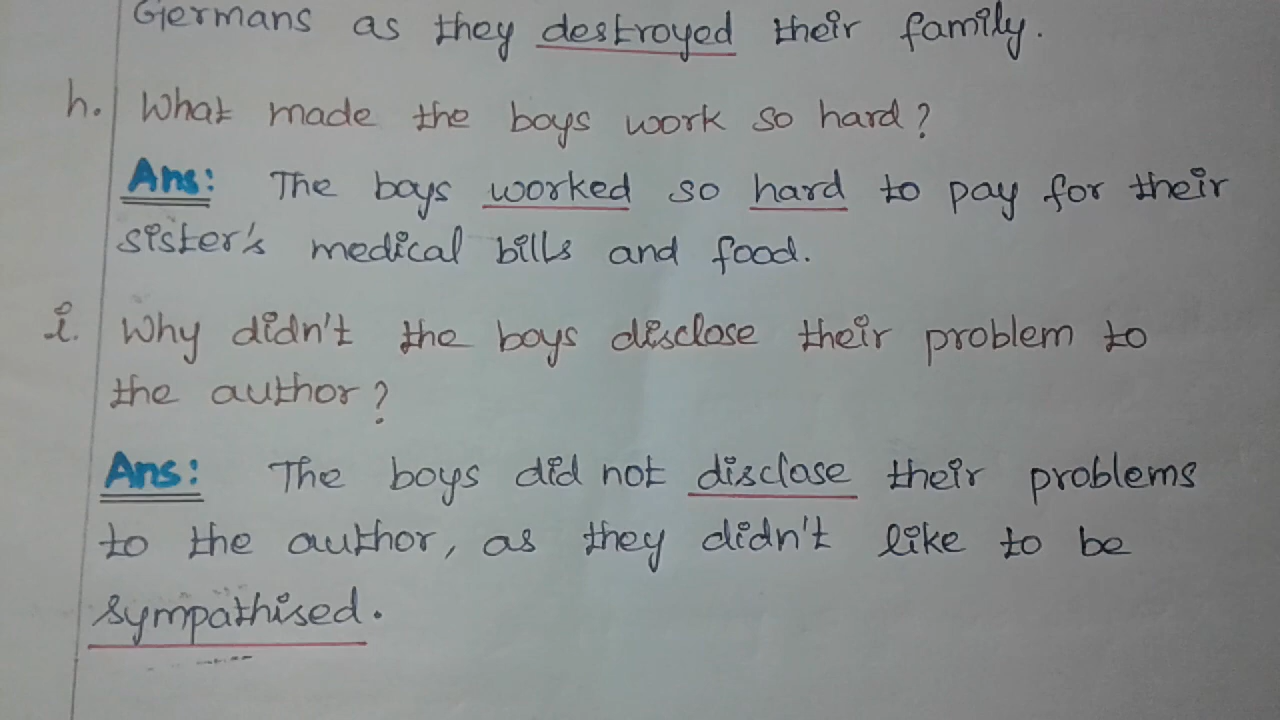 Germans as they destroyed their family.
h. What made the boys work so hard?
Ans: The boys worked so hard to pay for their
sister's medical bills and food.
i. Why didn't the boys disclose their problem to
the author?
Ans: The boys did not disclose their problems
to the author, as they didn't like to be
sympathised.